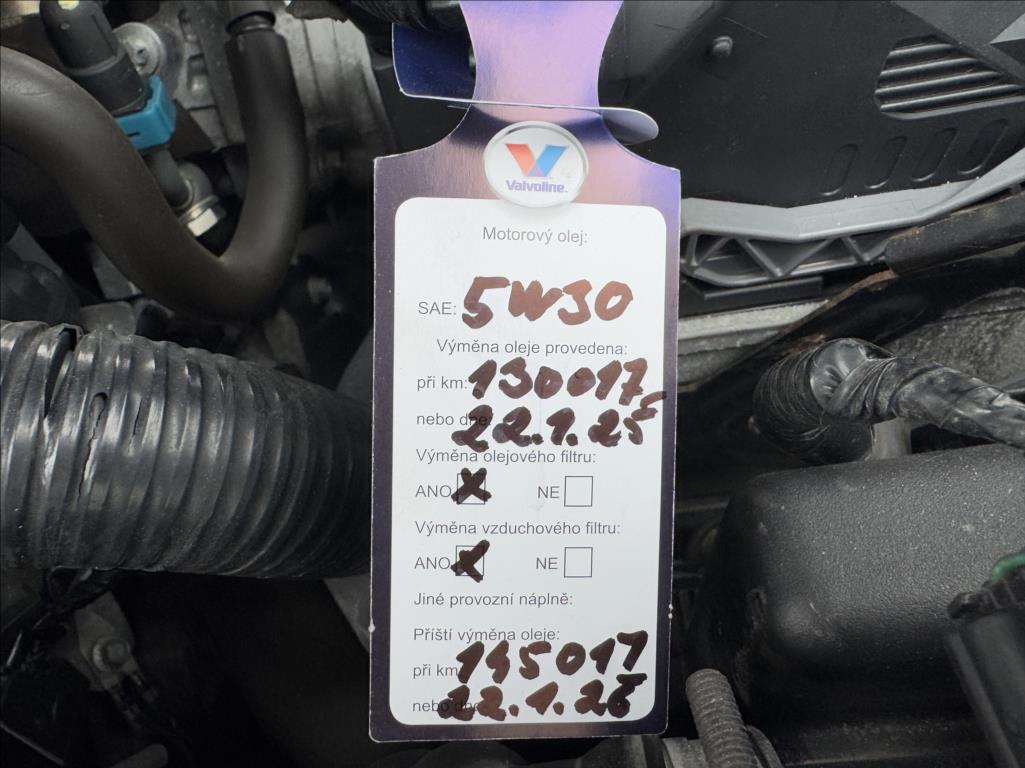 Valvoline.
Motorový olej:
SAE: 5W30
Výměna oleje provedena:
při km: 130017
nebo dne: 22.1.25
Výměna olejového filtru:
ANO X NE
Výměna vzduchového filtru:
ANO X NE
Jiné provozní náplně:
Příští výměna oleje:
při km: 145017
nebo dne: 22.1.26